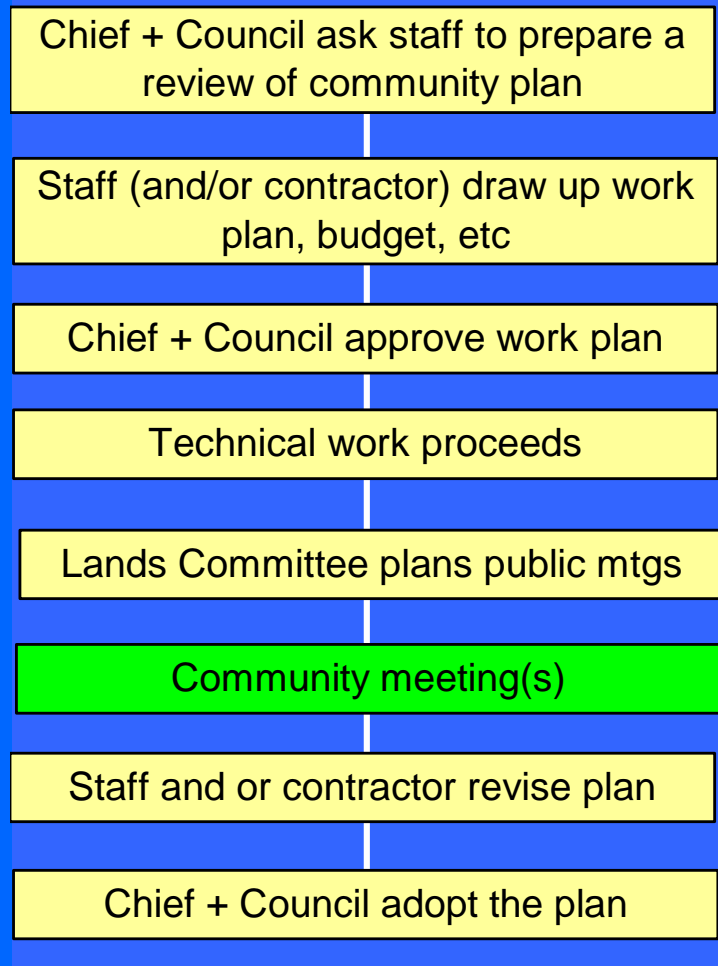 Chief + Council ask staff to prepare a
review of community plan
Staff (and/or contractor) draw up work
plan, budget, etc
Chief + Council approve work plan
Technical work proceeds
Lands Committee plans public mtgs
Community meeting(s)
Staff and or contractor revise plan
Chief + Council adopt the plan